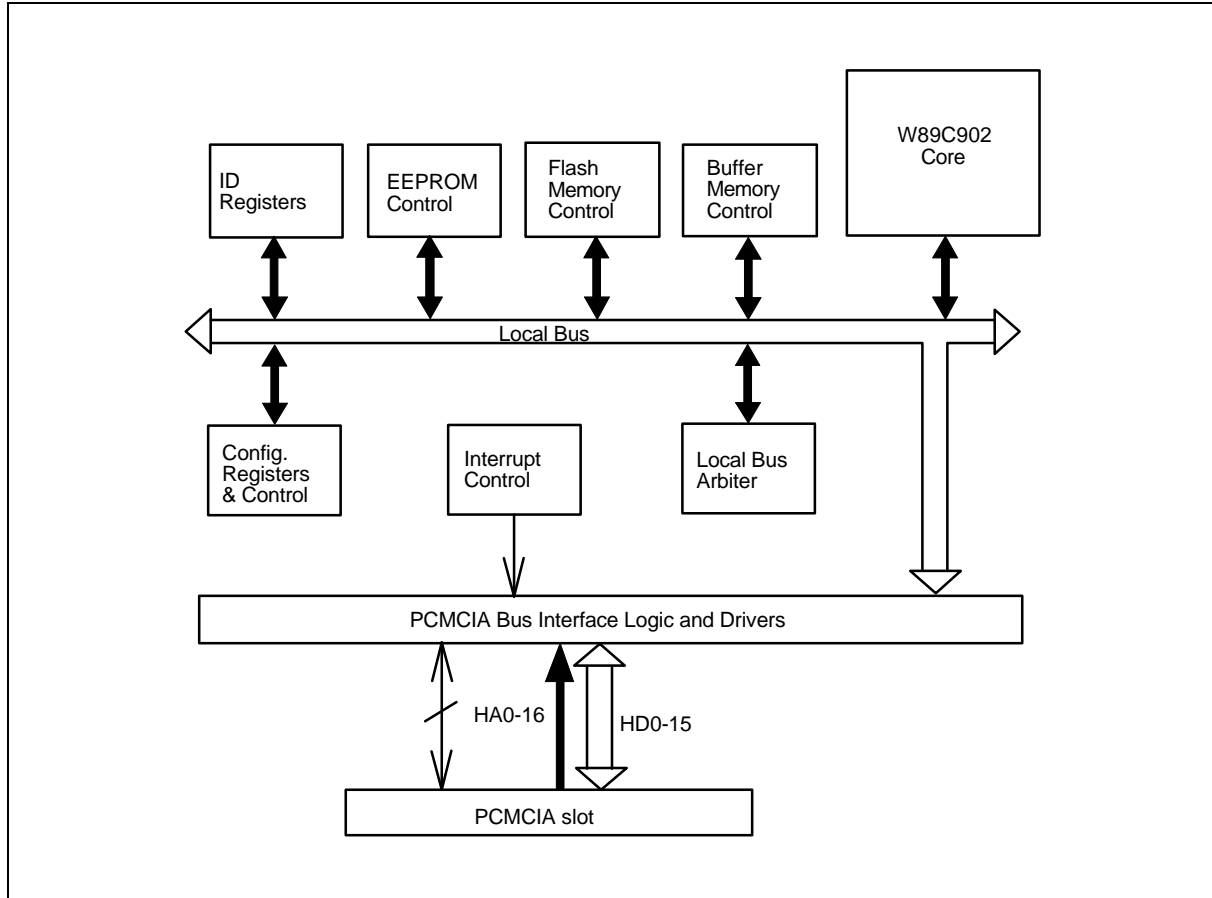 W89C902
Core
ID
Registers
EEPROM
Control
Flash
Memory
Control
Buffer
Memory
Control
Local Bus
Config.
Registers
& Control
Interrupt
Control
Local Bus
Arbiter
PCMCIA Bus Interface Logic and Drivers
HA0-16
HD0-15
PCMCIA slot